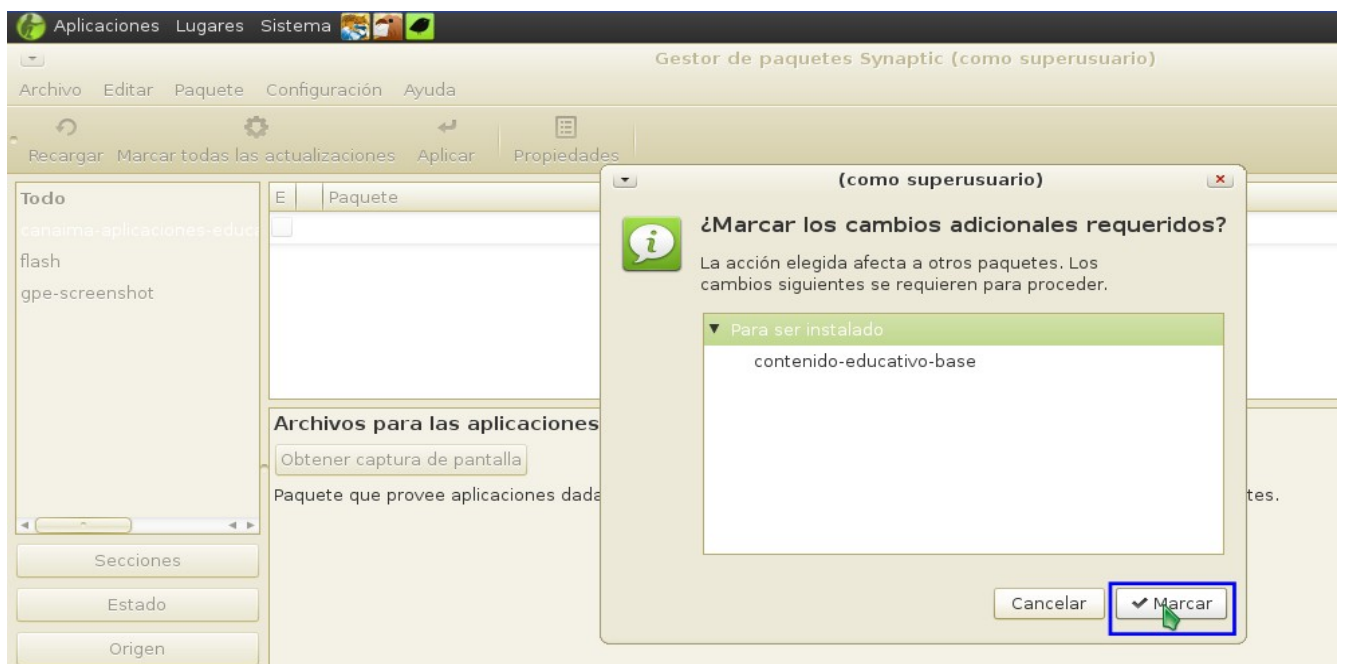 Aplicaciones Lugares Sistema
Gestor de paquetes Synaptic (como superusuario)
Archivo Editar Paquete Configuración Ayuda
Recargar Marcar todas las actualizaciones Aplicar Propiedades
Todo
canaima-aplicaciones-educa
flash
gpe-screenshot
E Paquete
Archivos para las aplicaciones
Obtener captura de pantalla
Paquete que provee aplicaciones dada
tes.
Secciones
Estado
Origen
(como superusuario)
¿Marcar los cambios adicionales requeridos?
La acción elegida afecta a otros paquetes. Los
cambios siguientes se requieren para proceder.
Para ser instalado
contenido-educativo-base
Cancelar Marcar